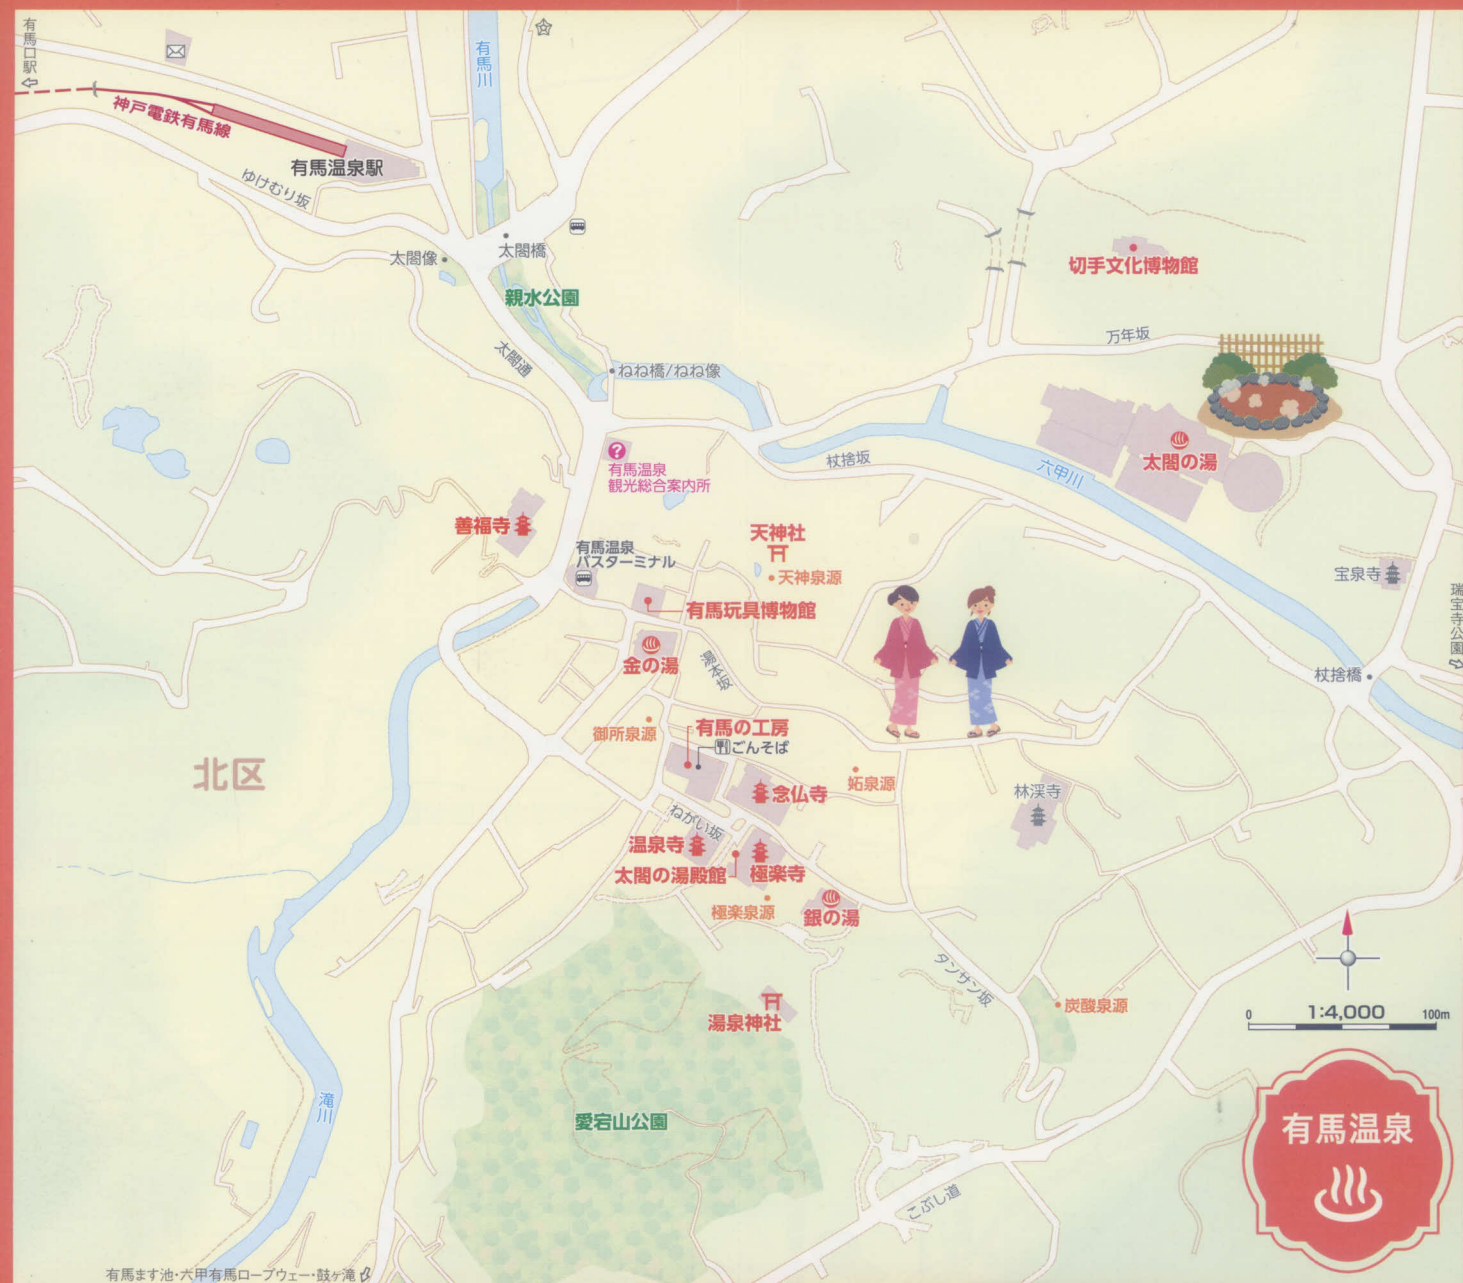 有馬口駅
神戸電鉄有馬線
有馬温泉駅
有馬川
ゆけむり坂
太閤像
太閤橋
親水公園
太閤通
ねね橋/ねね像
切手文化博物館
万年坂
太閤の湯
六甲川
杖捨坂
?
有馬温泉
観光総合案内所
善福寺
有馬温泉
バスターミナル
天神社
天神泉源
有馬玩具博物館
金の湯
湯本坂
宝泉寺
瑞宝寺公園
杖捨橋
御所泉源
有馬の工房
ごんそば
北区
妬泉源
念仏寺
林渓寺
ねがい坂
温泉寺
太閤の湯殿館
極楽寺
極楽泉源
銀の湯
タンサン坂
炭酸泉源
湯泉神社
愛宕山公園
滝川
こぶし道
0
1:4,000
100m
有馬温泉
有馬ます池・六甲有馬ロープウェー・鼓ヶ滝